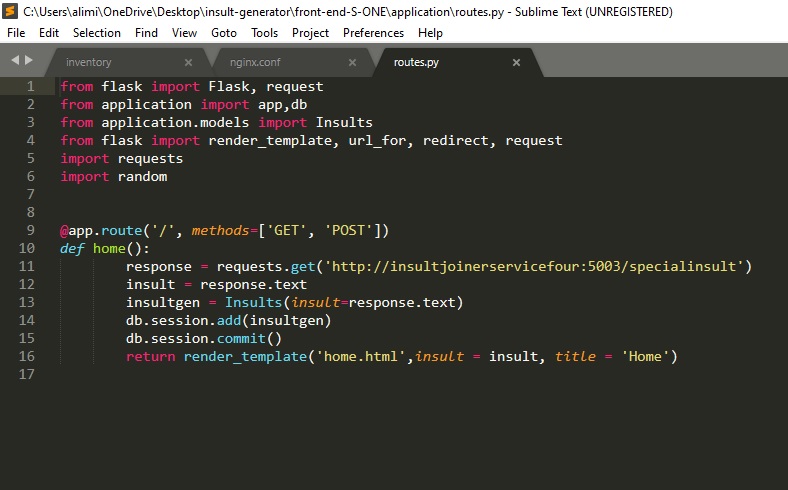 C:\Users\alimi\OneDrive\Desktop\insult-generator\front-end-S-ONE\application\routes.py - Sublime Text (UNREGISTERED)
File Edit Selection Find View Goto Tools Project Preferences Help
inventory × nginx.conf × routes.py ×
1 from flask import Flask, request
2 from application import app,db
3 from application.models import Insults
4 from flask import render_template, url_for, redirect, request
5 import requests
6 import random
7
8
9 @app.route('/', methods=['GET', 'POST'])
10 def home():
11 response = requests.get('http://insultjoinerservicefour:5003/specialinsult')
12 insult = response.text
13 insultgen = Insults(insult=response.text)
14 db.session.add(insultgen)
15 db.session.commit()
16 return render_template('home.html',insult = insult, title = 'Home')
17